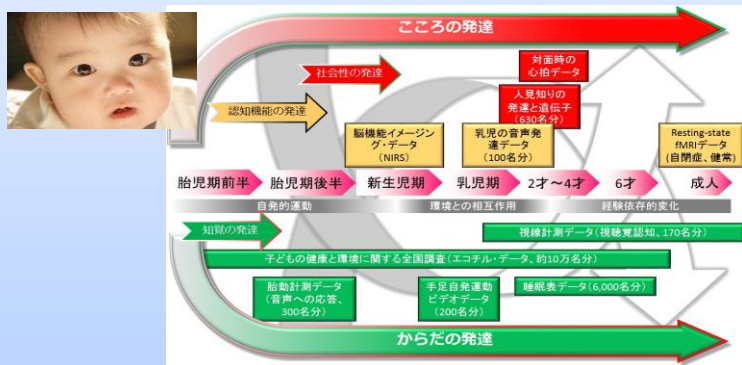 こころの発達
社会性の発達
対面時の
心拍データ
認知機能の発達
人見知りの
発達と遺伝子
(630名分)
脳機能イメージン
グ・データ
(NIRS)
乳児の音声発
達データ
(100名分)
Resting-state
fMRIデータ
(自閉症、健常)
胎児期前半
胎児期後半
新生児期
乳児期
2才～4才
6才
成人
自発的運動
環境との相互作用
経験依存的変化
知覚の発達
視線計測データ(視聴覚認知、170名分)
子どもの健康と環境に関する全国調査(エコチル・データ、約10万名分)
胎動計測データ
(音声への応答、
300名分)
手足自発運動
ビデオデータ
(200名分)
睡眠表データ(6,000名分)
からだの発達